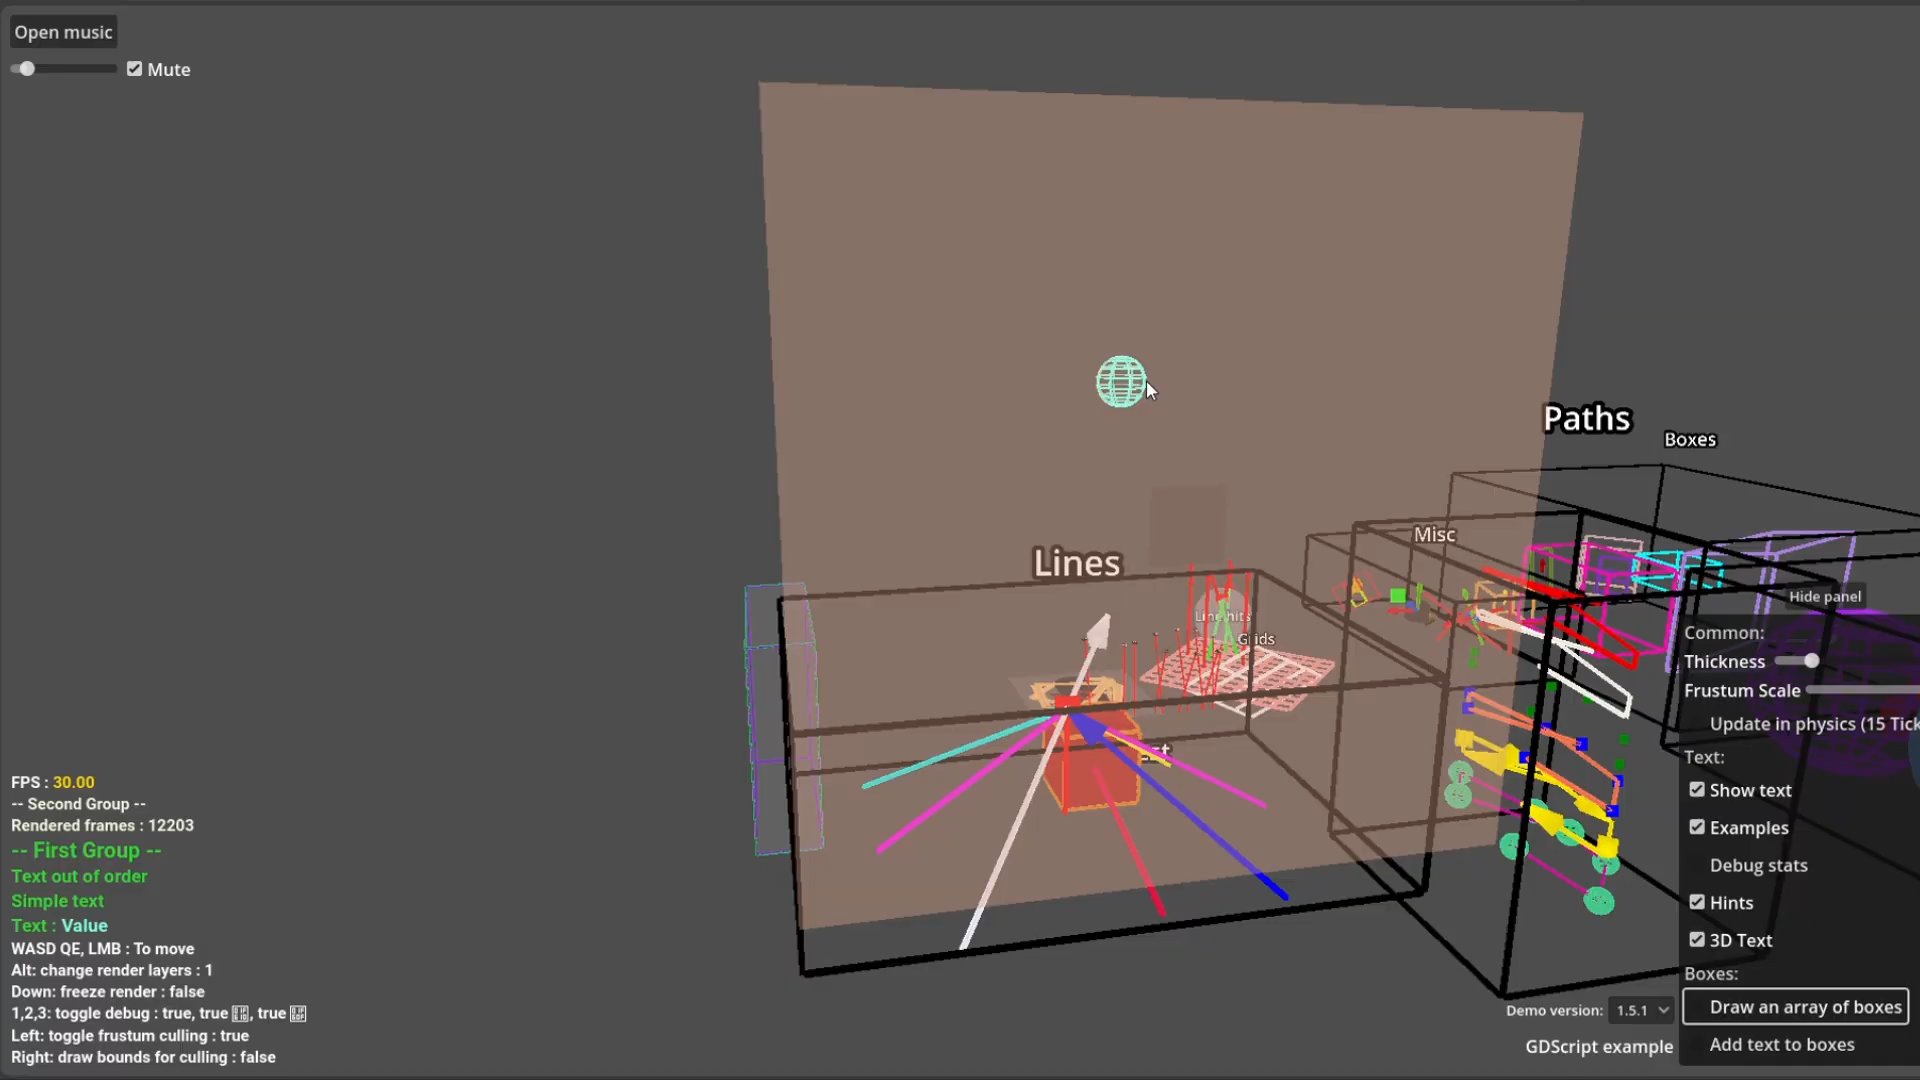 Open music
Mute
Paths
Boxes
Misc
Lines
Line hits
Hide panel
Common:
Thickness
Frustum Scale
Update in physics (15 Tick
Text:
Show text
Examples
Debug stats
Hints
3D Text
Boxes:
Draw an array of boxes
Add text to boxes
FPS : 30.00
-- Second Group --
Rendered frames : 12203
-- First Group --
Text out of order
Simple text
Text : Value
WASD QE, LMB : To move
Alt: change render layers : 1
Down: freeze render : false
1,2,3: toggle debug : true, true , true
Left: toggle frustum culling : true
Right: draw bounds for culling : false
Demo version: 1.5.1
GDScript example